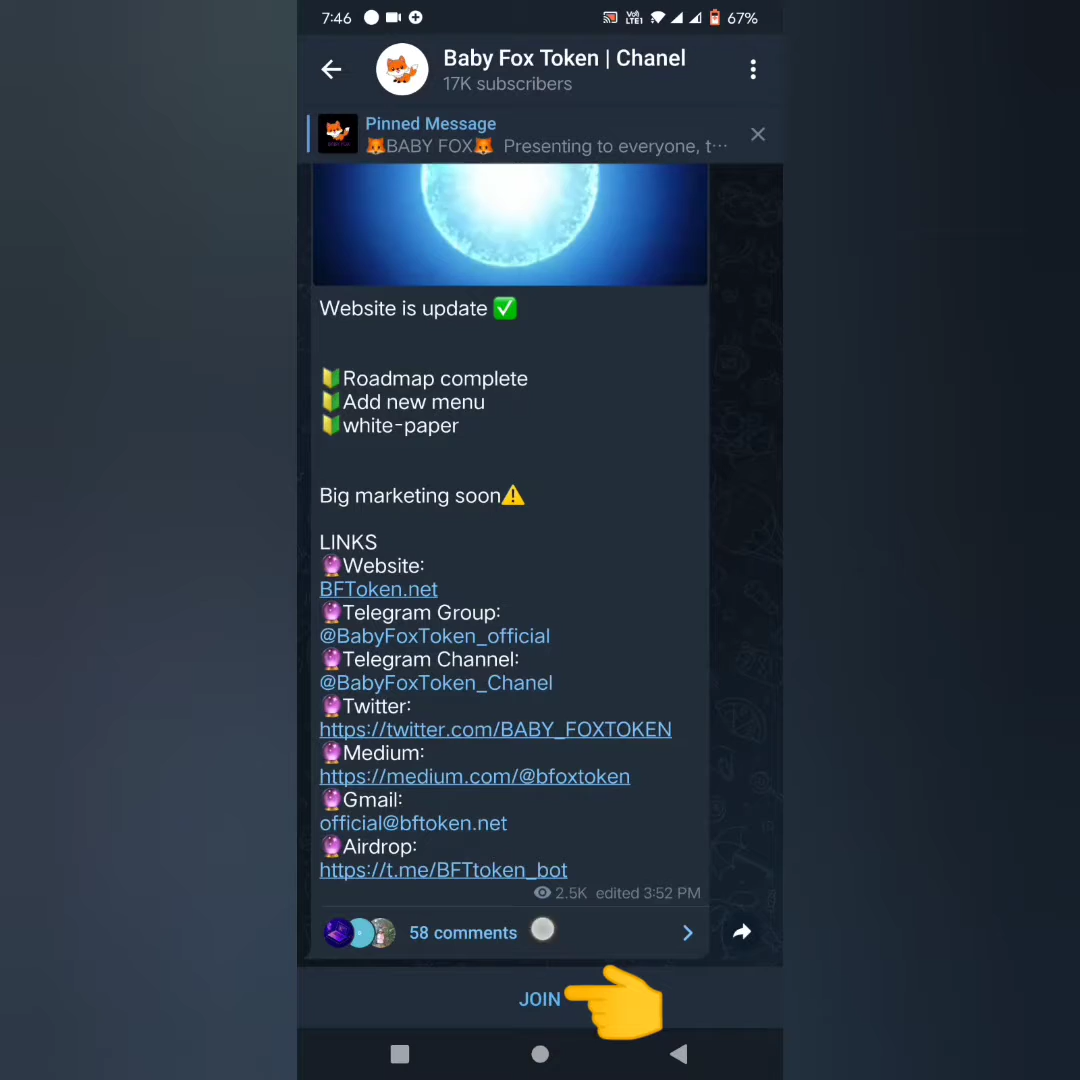 7:46
Vo) LTE1
67%
Baby Fox Token | Chanel
17K subscribers
Pinned Message
🦊BABY FOX🦊 Presenting to everyone, t···
Website is update ✅
🔰Roadmap complete
🔰Add new menu
🔰white-paper
Big marketing soon⚠️
LINKS
🔮Website:
BFToken.net
🔮Telegram Group:
@BabyFoxToken_official
🔮Telegram Channel:
@BabyFoxToken_Chanel
🔮Twitter:
https://twitter.com/BABY_FOXTOKEN
🔮Medium:
https://medium.com/@bfoxtoken
🔮Gmail:
official@bftoken.net
🔮Airdrop:
https://t.me/BFTtoken_bot
2.5K edited 3:52 PM
58 comments
JOIN